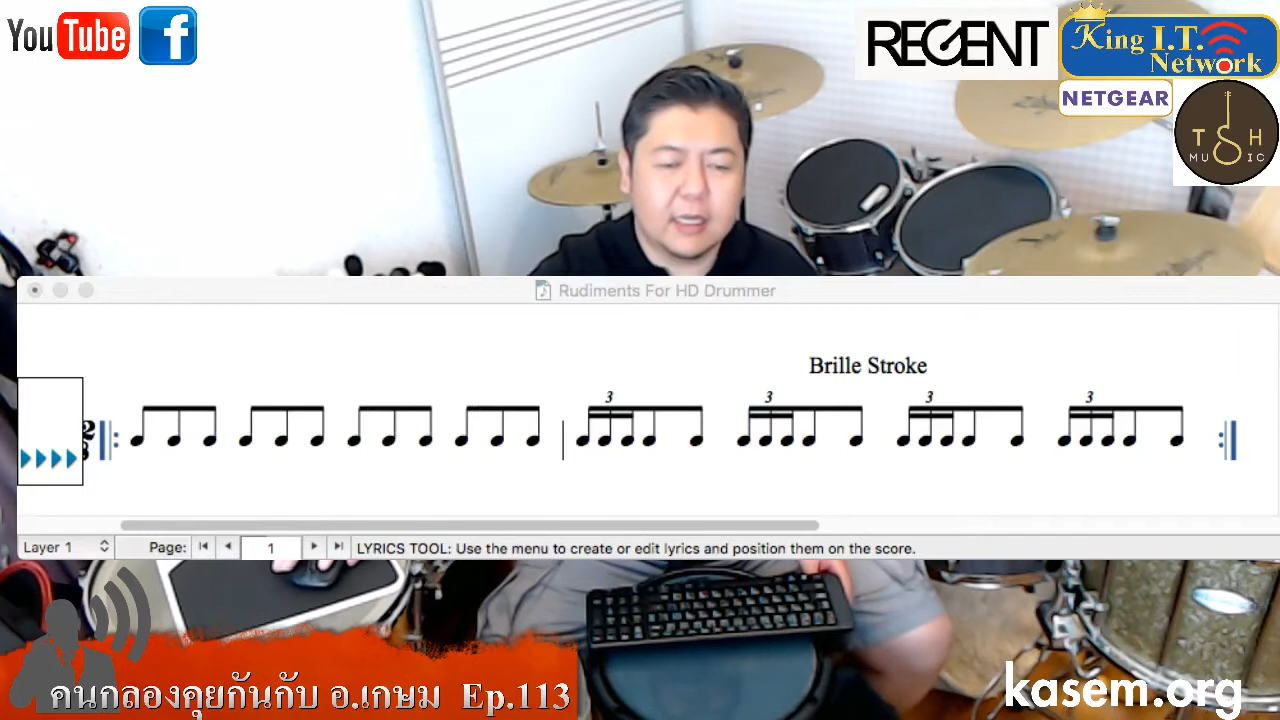 YouTube
f
REGENT
King I.T. Network
NETGEAR
TSH
MUSIC
Rudiments For HD Drummer
Brille Stroke
3 3 3 3
Layer 1 Page: 1 LYRICS TOOL: Use the menu to create or edit lyrics and position them on the score.
คนกลองคุยกันกับ อ.เกษม Ep.113
kasem.org